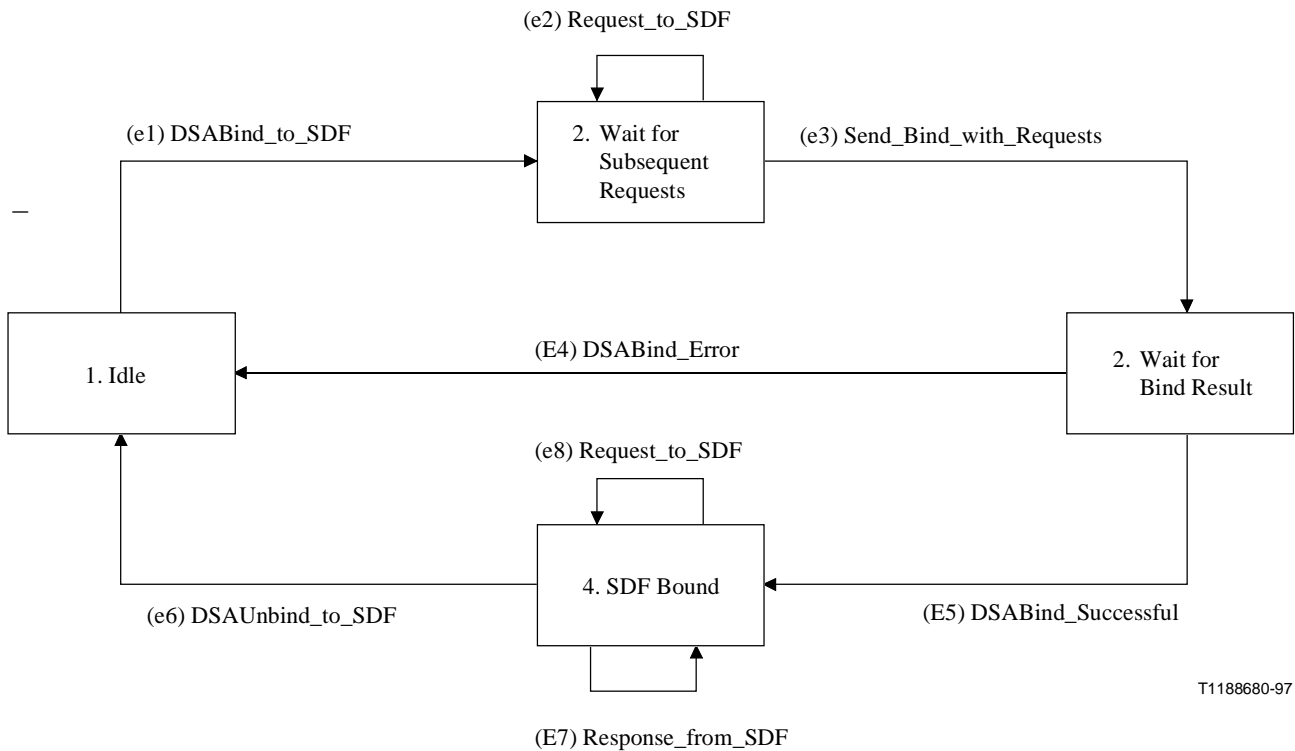 (e2) Request_to_SDF
(e1) DSABind_to_SDF
2. Wait for
Subsequent
Requests
(e3) Send_Bind_with_Requests
1. Idle
(E4) DSABind_Error
2. Wait for
Bind Result
(e8) Request_to_SDF
4. SDF Bound
(e6) DSAUnbind_to_SDF
(E5) DSABind_Successful
T1188680-97
(E7) Response_from_SDF